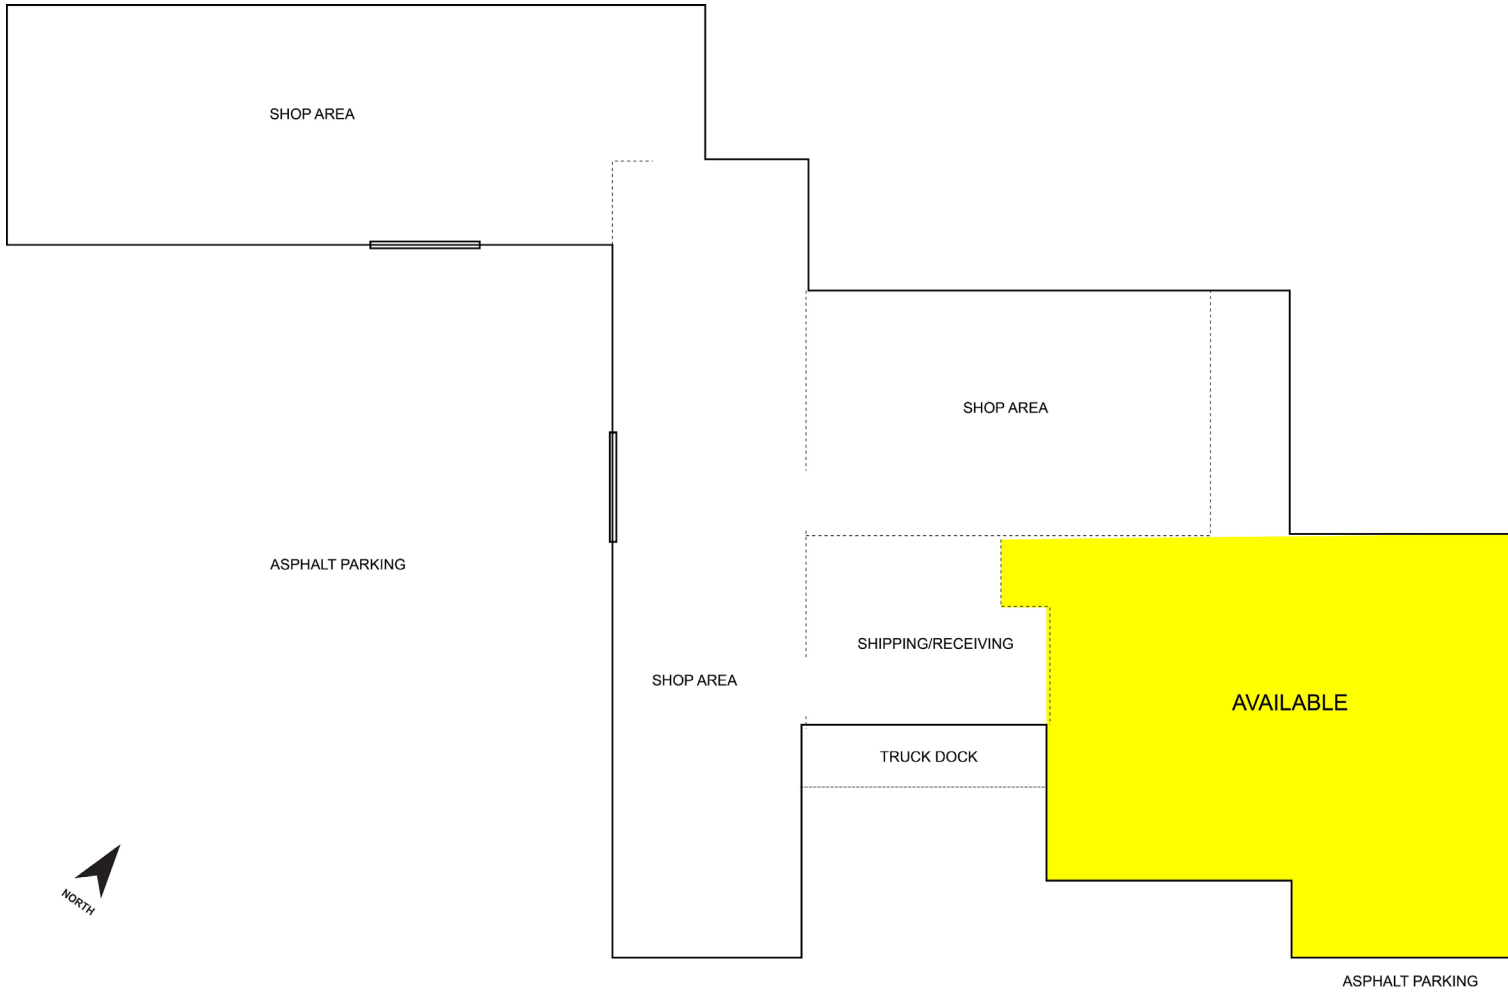 SHOP AREA
SHOP AREA
ASPHALT PARKING
SHIPPING/RECEIVING
SHOP AREA
AVAILABLE
TRUCK DOCK
NORTH
ASPHALT PARKING